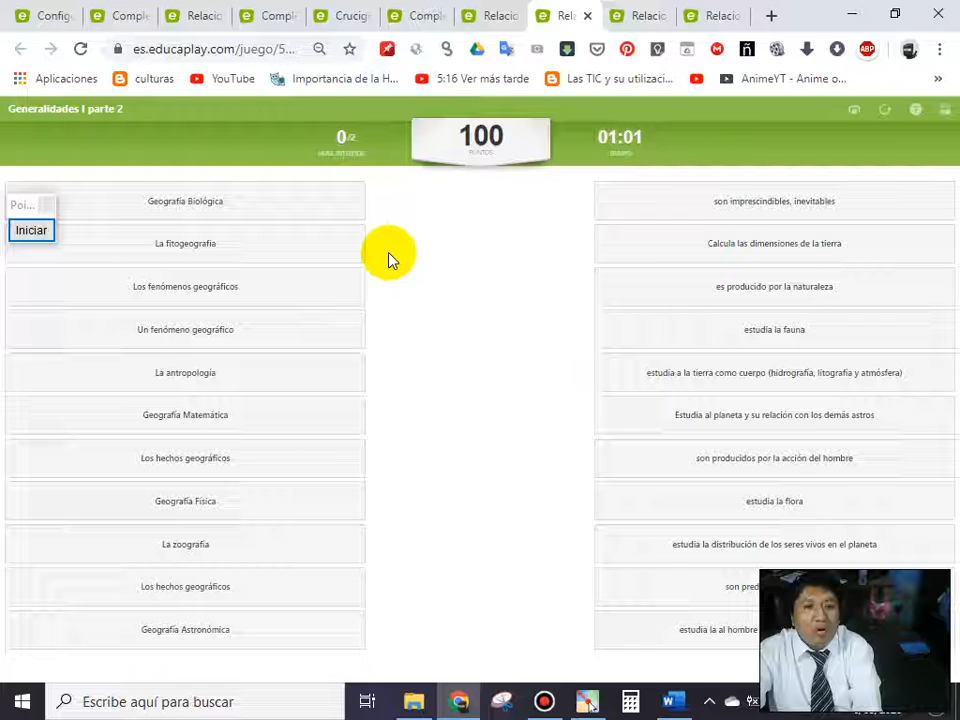 Config
Comple
Relacio
Comple
Crucig
Comple
Relacio
Rela
Relacio
Relacio
es.educaplay.com/juego/5...
Aplicaciones
culturas
YouTube
Importancia de la H...
5:16 Ver más tarde
Las TIC y su utilizaci...
AnimeYT - Anime o...
Generalidades I parte 2
0/2
100
PUNTOS
01:01
Poi...
Iniciar
Geografía Biológica
son imprescindibles, inevitables
La fitogeografía
Calcula las dimensiones de la tierra
Los fenómenos geográficos
es producido por la naturaleza
Un fenómeno geográfico
estudia la fauna
La antropología
estudia a la tierra como cuerpo (hidrografía, litografía y atmósfera)
Geografía Matemática
Estudia al planeta y su relación con los demás astros
Los hechos geográficos
son producidos por la acción del hombre
Geografía Física
estudia la flora
La zoografía
estudia la distribución de los seres vivos en el planeta
Los hechos geográficos
son pred
Geografía Astronómica
estudia la al hombre
Escribe aquí para buscar